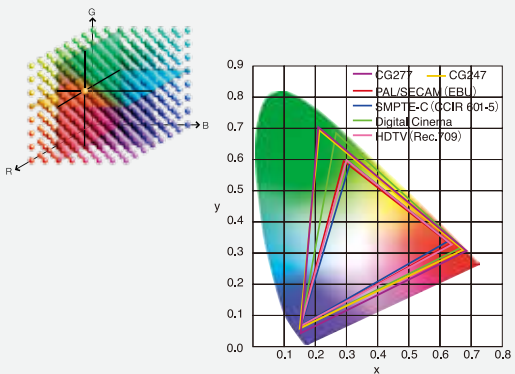 G
B
R
0.9
0.8
0.7
0.6
0.5
0.4
0.3
0.2
0.1
0.0
y
CG277 CG247
PAL/SECAM (EBU)
SMPTE-C (CCIR 601-5)
Digital Cinema
HDTV (Rec.709)
0.1 0.2 0.3 0.4 0.5 0.6 0.7 0.8
x